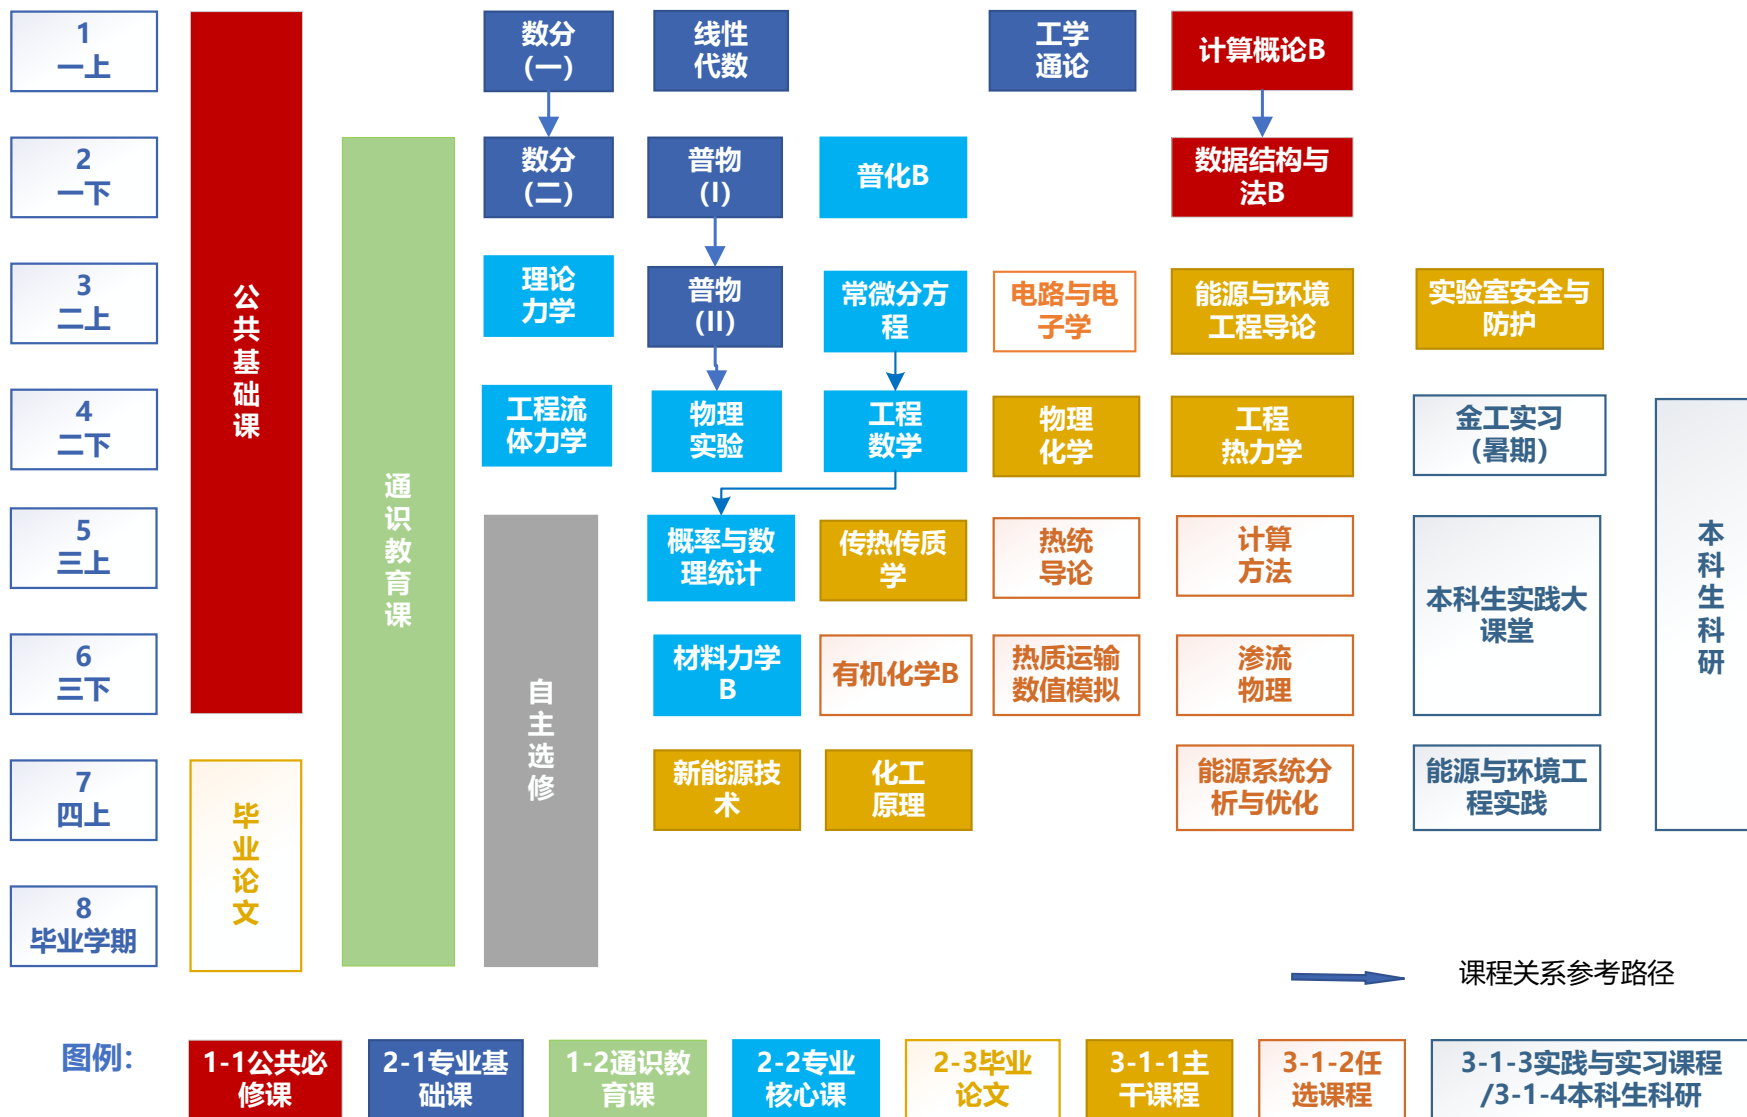 1
一上
公共基础课
数分
（一）
线性
代数
工学
通论
计算概论B
2
一下
通识教育课
数分
（二）
普物
（I）
普化B
数据结构与
法B
3
二上
理论
力学
普物
（II）
常微分方
程
电路与电
子学
能源与环境
工程导论
实验室安全与
防护
4
二下
工程流
体力学
物理
实验
工程
数学
物理
化学
工程
热力学
金工实习
（暑期）
本科生科研
5
三上
自主选修
概率与数
理统计
传热传质
学
热统
导论
计算
方法
本科生实践大
课堂
6
三下
材料力学
B
有机化学B
热质运输
数值模拟
渗流
物理
7
四上
毕业论文
新能源技
术
化工
原理
能源系统分
析与优化
能源与环境工
程实践
8
毕业学期
课程关系参考路径
图例：
1-1公共必
修课
2-1专业基
础课
1-2通识教
育课
2-2专业
核心课
2-3毕业
论文
3-1-1主
干课程
3-1-2任
选课程
3-1-3实践与实习课程
/3-1-4本科生科研